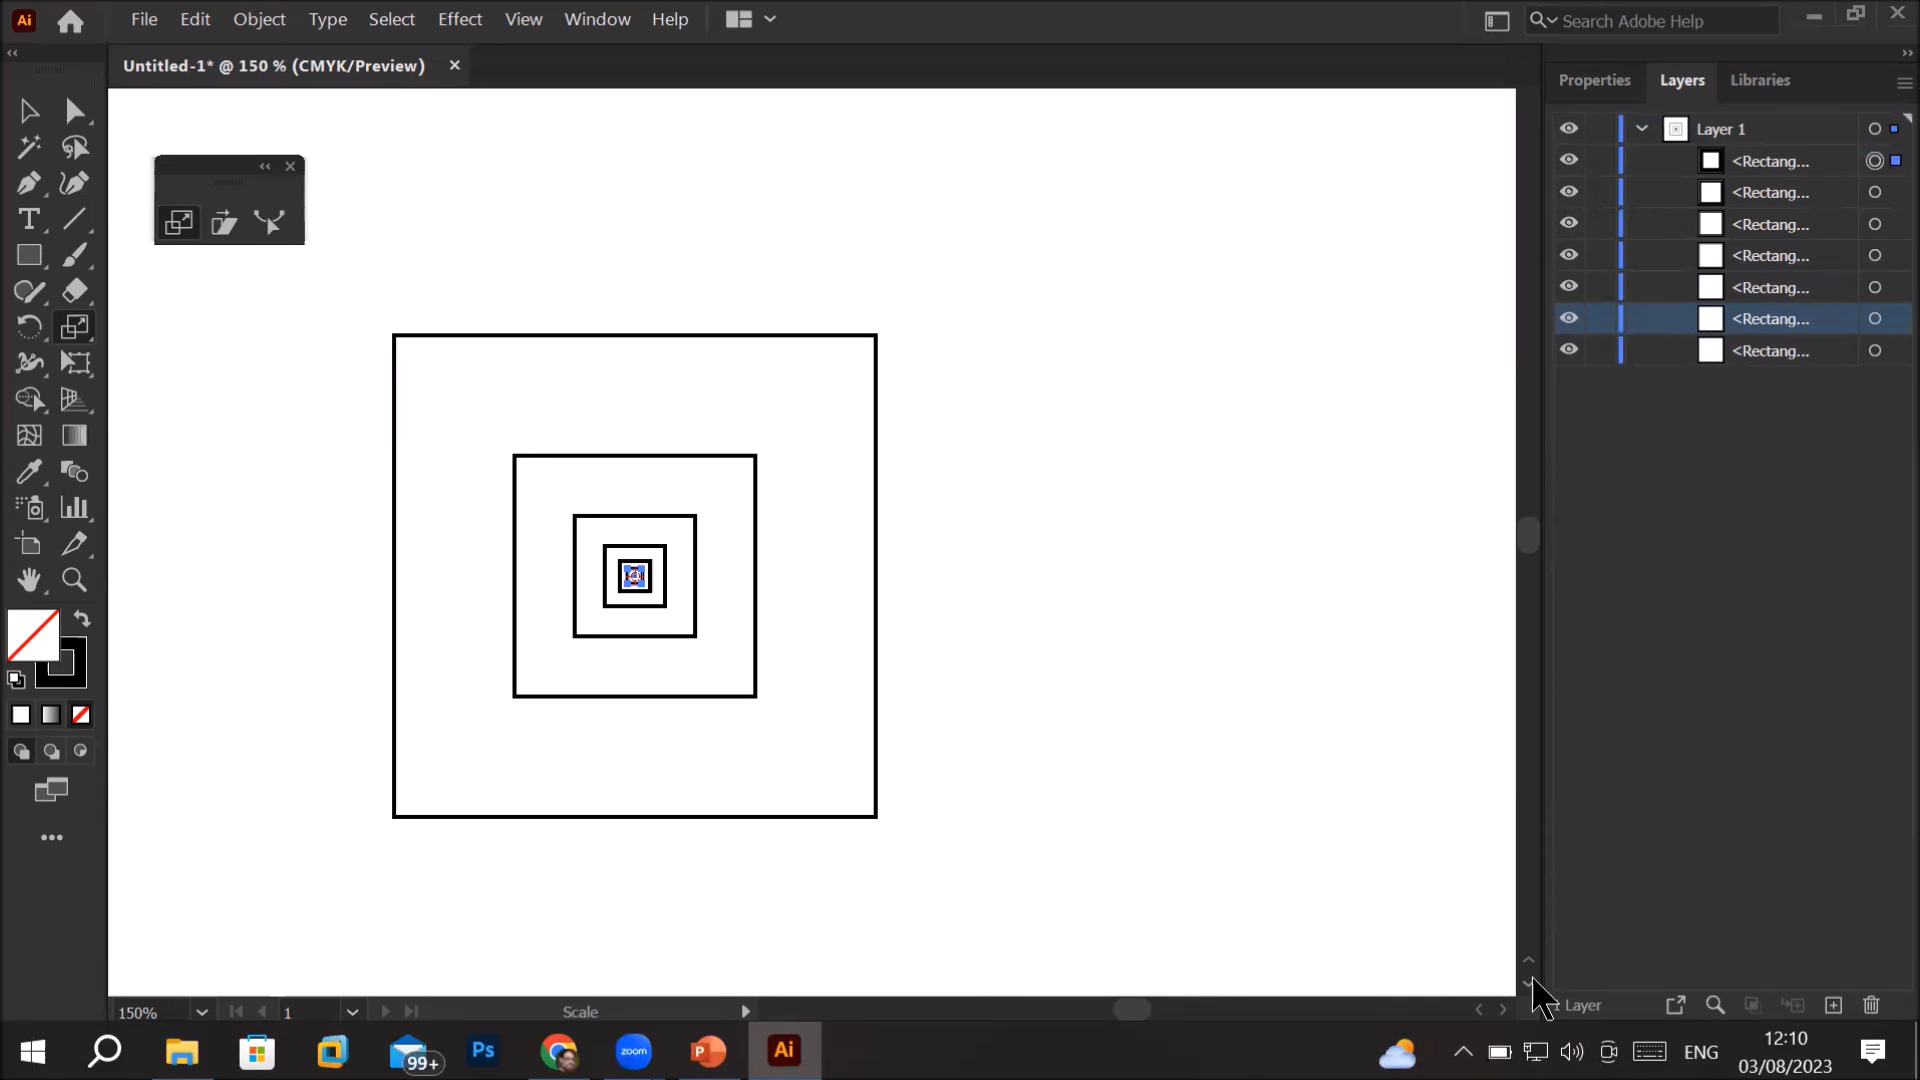 Ai File Edit Object Type Select Effect View Window Help Search Adobe Help
Untitled-1* @ 150 % (CMYK/Preview)
Properties Layers Libraries
Layer 1
<Rectang...
<Rectang...
<Rectang...
<Rectang...
<Rectang...
<Rectang...
<Rectang...
T
150% 1 Scale
Layer
99+ Ps zoom P Ai ENG
12:10
03/08/2023